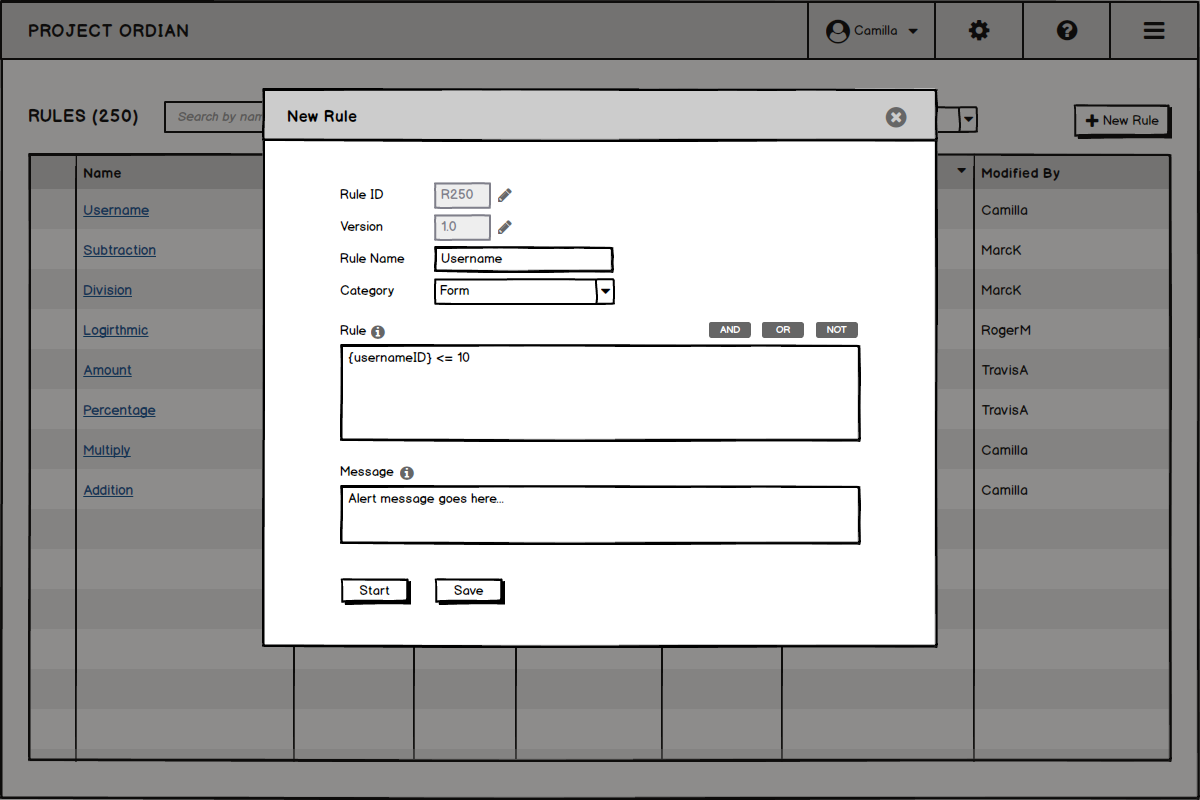 PROJECT ORDIAN
Camilla
RULES (250)
Search by nam
New Rule
Name
Modified By
Username
Camilla
Subtraction
MarcK
Division
MarcK
Logirthmic
RogerM
Amount
TravisA
Percentage
TravisA
Multiply
Camilla
Addition
Camilla
New Rule
Rule ID
R250
Version
1.0
Rule Name
Username
Category
Form
Rule
AND
OR
NOT
{usernameID} <= 10
Message
Alert message goes here...
Start
Save